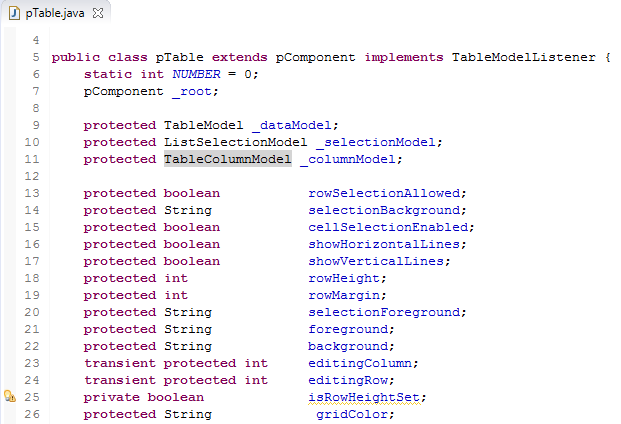 pTable.java
4
5 public class pTable extends pComponent implements TableModelListener {
6 static int NUMBER = 0;
7 pComponent _root;
8
9 protected TableModel _dataModel;
10 protected ListSelectionModel _selectionModel;
11 protected TableColumnModel _columnModel;
12
13 protected boolean rowSelectionAllowed;
14 protected String selectionBackground;
15 protected boolean cellSelectionEnabled;
16 protected boolean showHorizontalLines;
17 protected boolean showVerticalLines;
18 protected int rowHeight;
19 protected int rowMargin;
20 protected String selectionForeground;
21 protected String foreground;
22 protected String background;
23 transient protected int editingColumn;
24 transient protected int editingRow;
25 private boolean isRowHeightSet;
26 protected String gridColor;